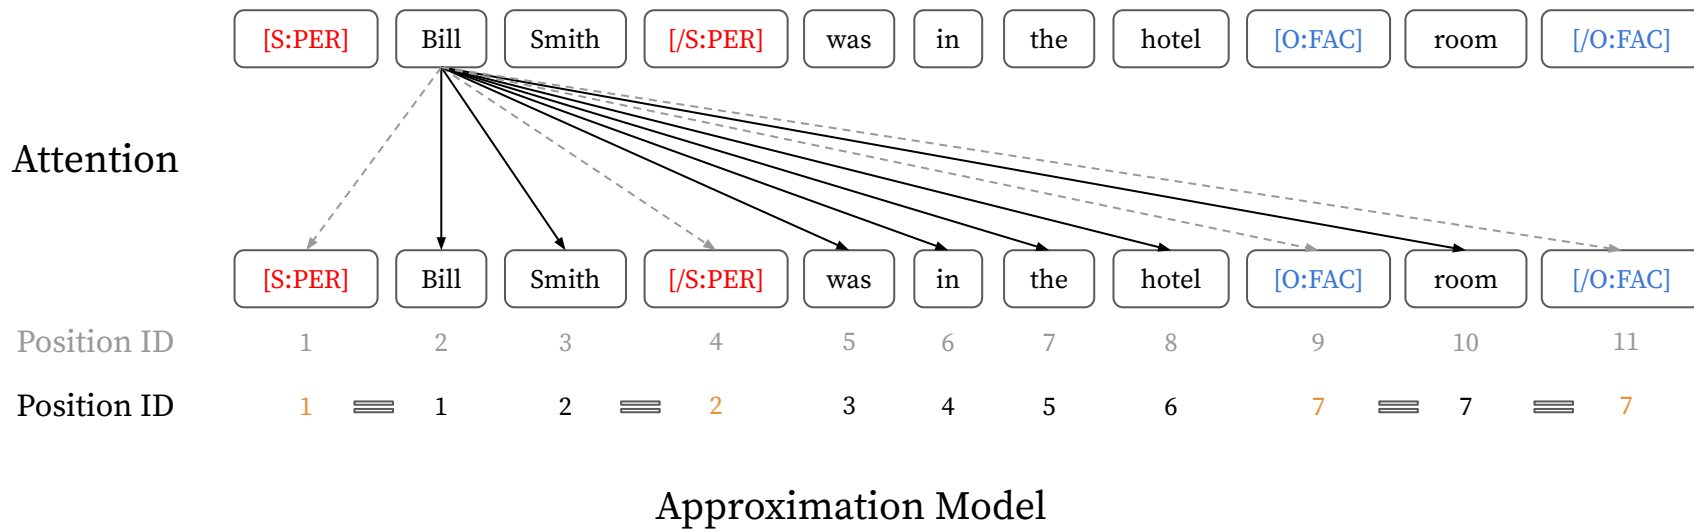 [S:PER] Bill Smith [/S:PER] was in the hotel [O:FAC] room [/O:FAC]
Attention
[S:PER] Bill Smith [/S:PER] was in the hotel [O:FAC] room [/O:FAC]
Position ID 1 2 3 4 5 6 7 8 9 10 11
Position ID 1 = 1 2 = 2 3 4 5 6 7 = 7 = 7
Approximation Model